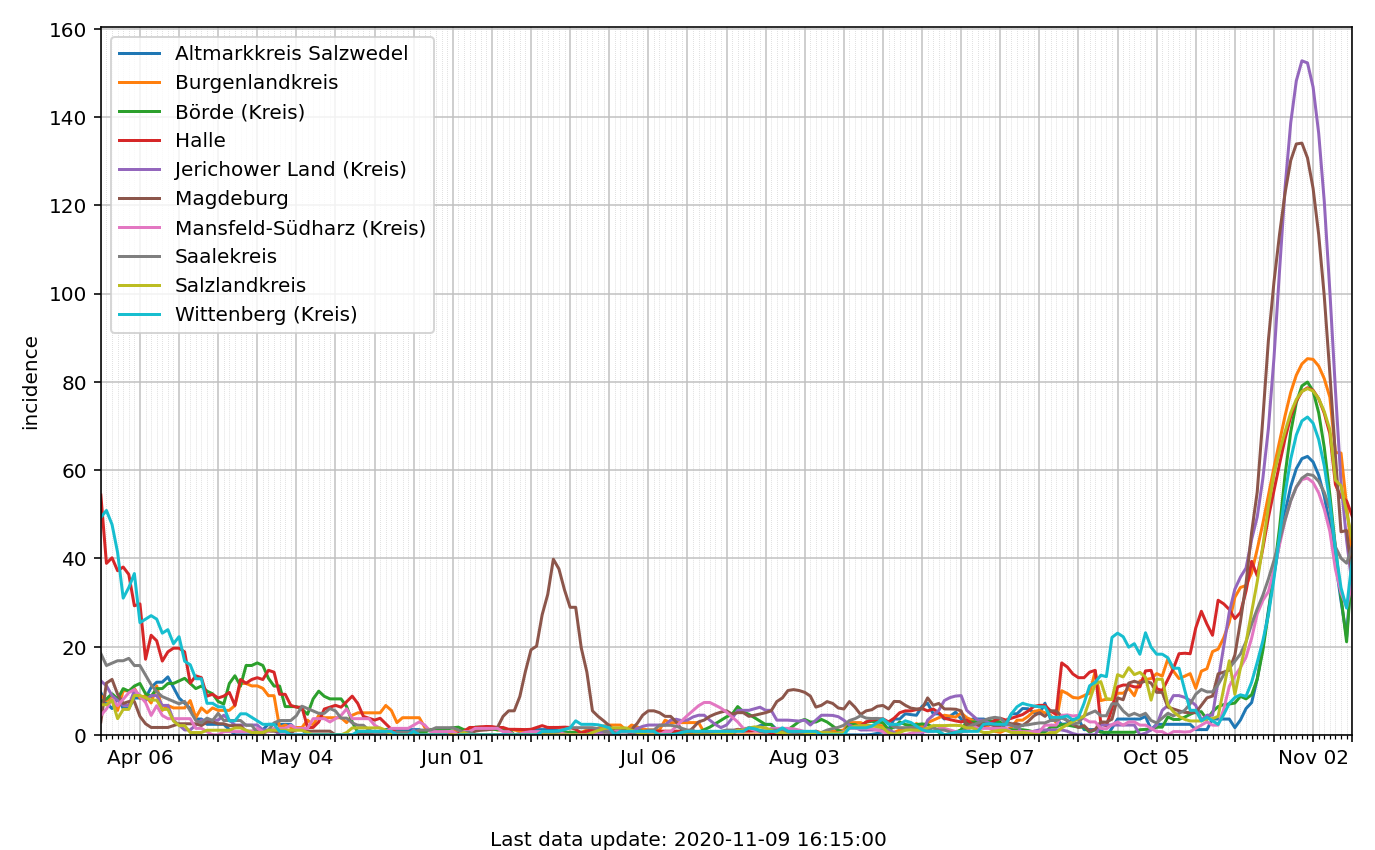 160
140
120
100
80
60
40
20
0
incidence
Altmarkkreis Salzwedel
Burgenlandkreis
Börde (Kreis)
Halle
Jerichower Land (Kreis)
Magdeburg
Mansfeld-Südharz (Kreis)
Saalekreis
Salzlandkreis
Wittenberg (Kreis)
Apr 06 May 04 Jun 01 Jul 06 Aug 03 Sep 07 Oct 05 Nov 02
Last data update: 2020-11-09 16:15:00